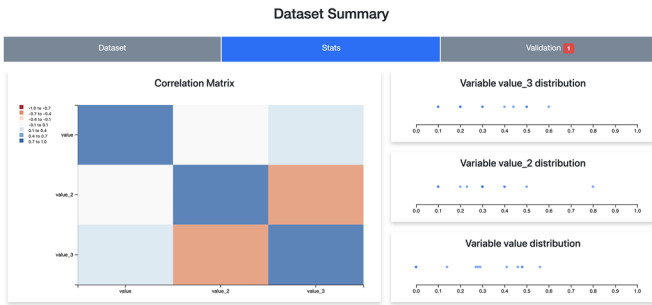 Dataset Summary
Dataset
Stats
Validation 1
Correlation Matrix
-1.0 to -0.7
-0.7 to -0.4
-0.4 to -0.1
-0.1 to 0.1
0.1 to 0.4
0.4 to 0.7
0.7 to 1.0
value
value_2
value_3
value value_2 value_3
Variable value_3 distribution
0.0 0.1 0.2 0.3 0.4 0.5 0.6 0.7 0.8 0.9 1.0
Variable value_2 distribution
0.0 0.1 0.2 0.3 0.4 0.5 0.6 0.7 0.8 0.9 1.0
Variable value distribution
0.0 0.1 0.2 0.3 0.4 0.5 0.6 0.7 0.8 0.9 1.0